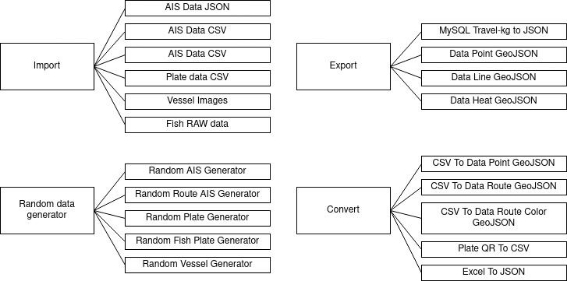 AIS Data JSON
AIS Data CSV
AIS Data CSV
Import
Plate data CSV
Vessel Images
Fish RAW data
MySQL Travel-kg to JSON
Data Point GeoJSON
Export
Data Line GeoJSON
Data Heat GeoJSON
Random AIS Generator
Random Route AIS Generator
Random data
generator
Random Plate Generator
Random Fish Plate Generator
Random Vessel Generator
CSV To Data Point GeoJSON
CSV To Data Route GeoJSON
Convert
CSV To Data Route Color
GeoJSON
Plate QR To CSV
Excel To JSON